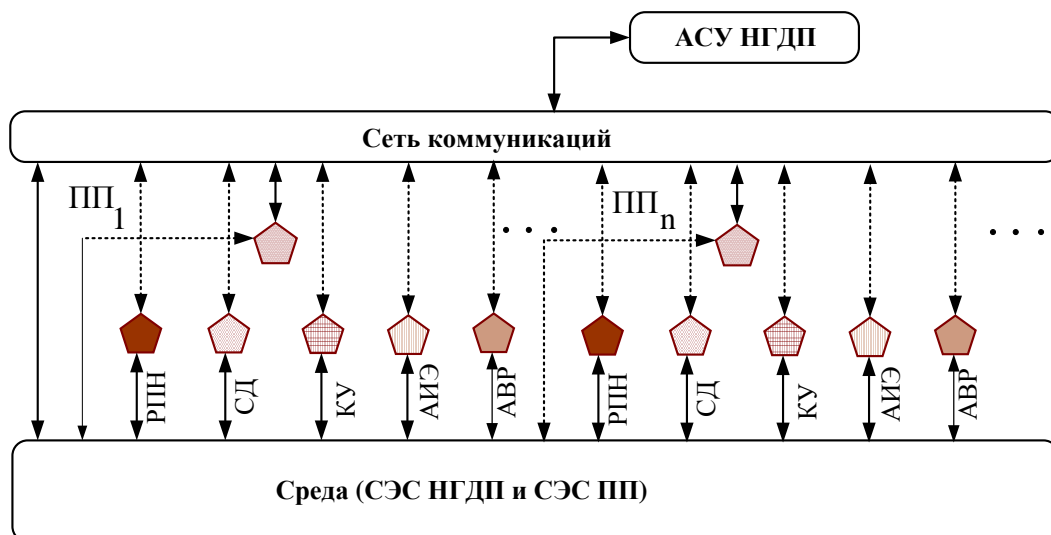 АСУ НГДП
Сеть коммуникаций
ПП1
. . .
ППn
. . .
РПН
СД
КУ
АИЭ
АВР
РПН
СД
КУ
АИЭ
АВР
Среда (СЭС НГДП и СЭС ПП)